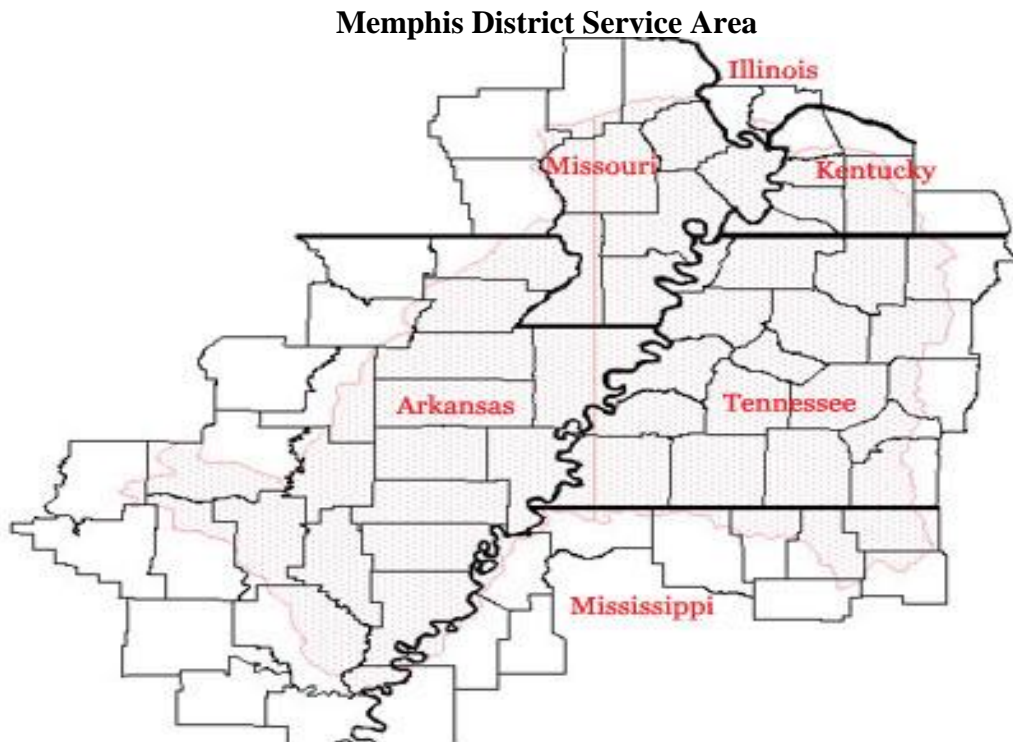 Memphis District Service Area
Illinois
Missouri
Kentucky
Arkansas
Tennessee
Mississippi